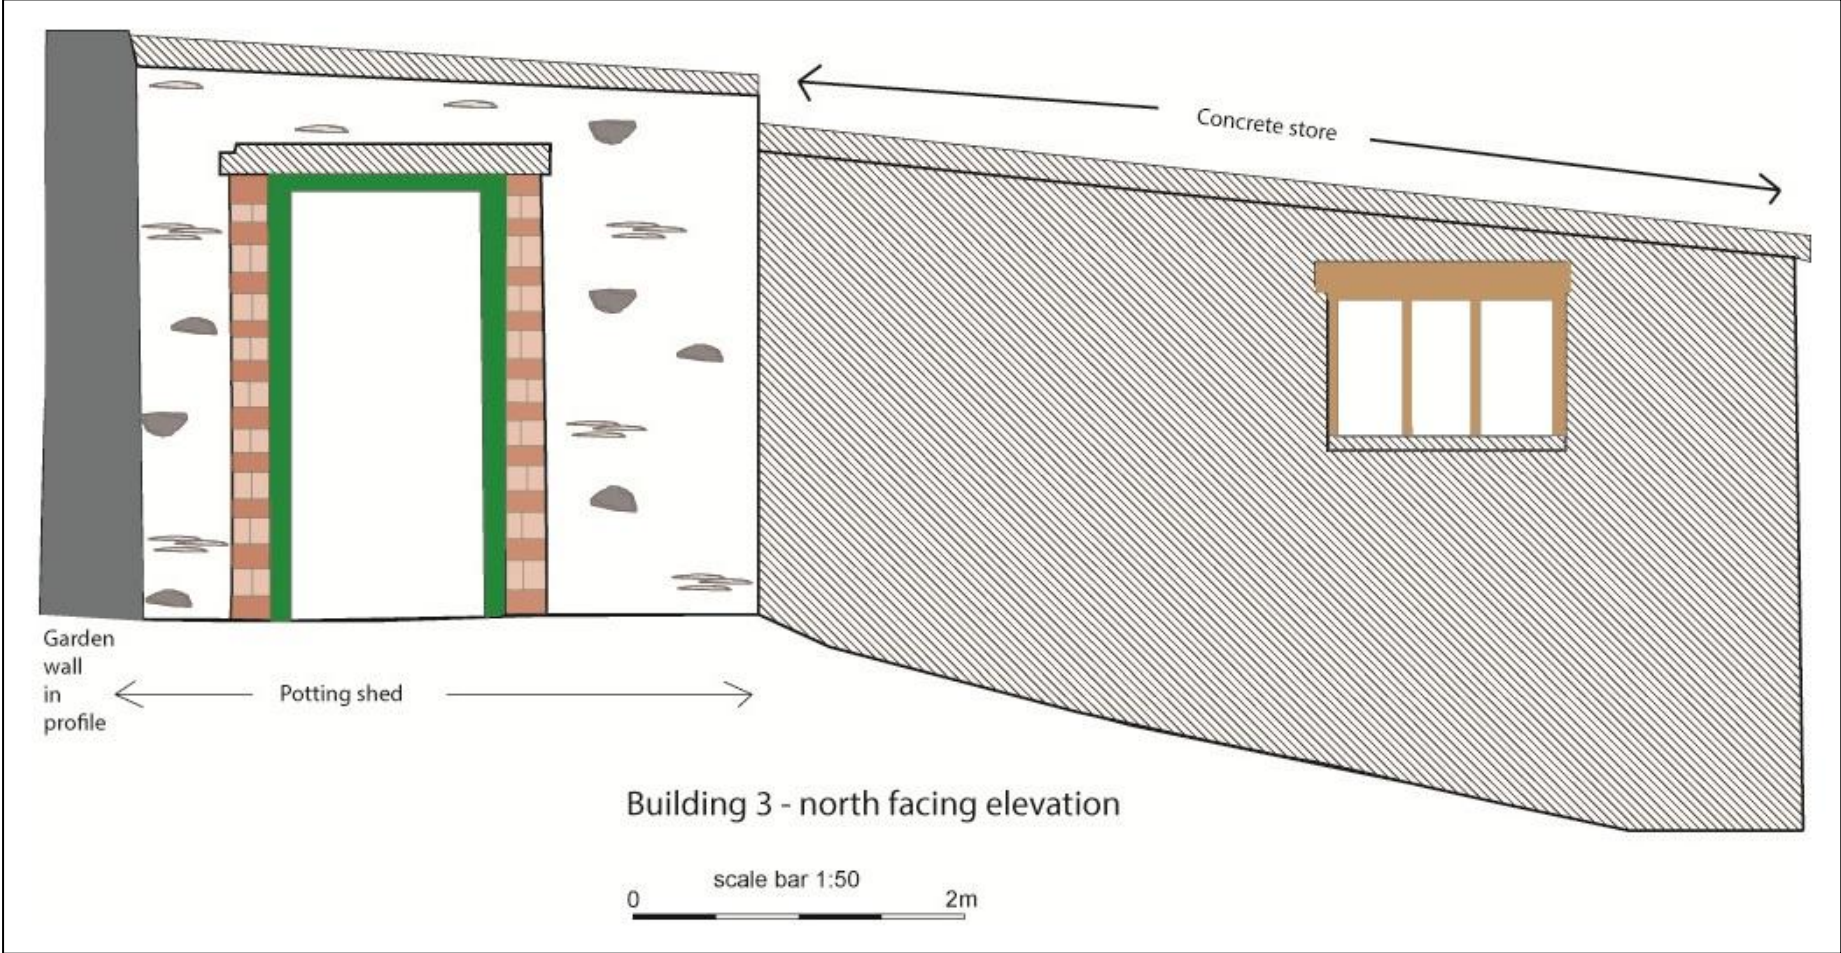 Concrete store
Garden
wall
in
profile
Potting shed
Building 3 - north facing elevation
scale bar 1:50
0 2m